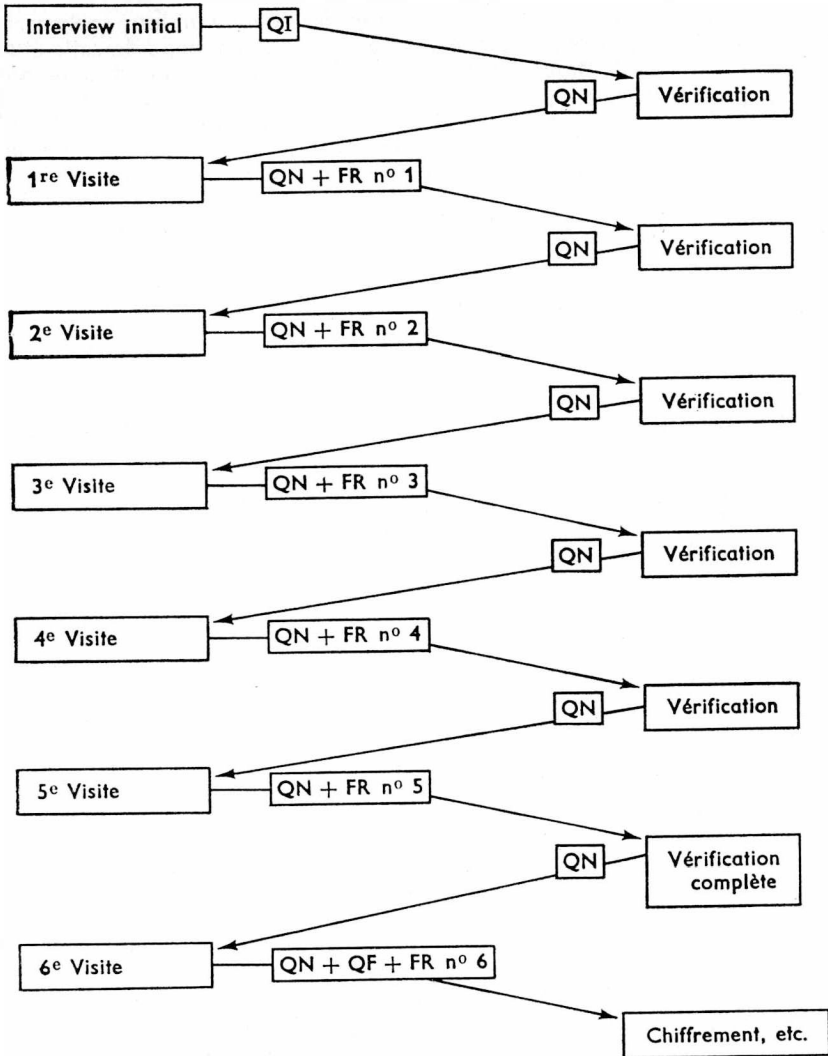 Interview initial
QI
QN
Vérification
1re Visite
QN + FR nº 1
QN
Vérification
2e Visite
QN + FR nº 2
QN
Vérification
3e Visite
QN + FR nº 3
QN
Vérification
4e Visite
QN + FR nº 4
QN
Vérification
5e Visite
QN + FR nº 5
QN
Vérification
complète
6e Visite
QN + QF + FR nº 6
Chiffrement, etc.